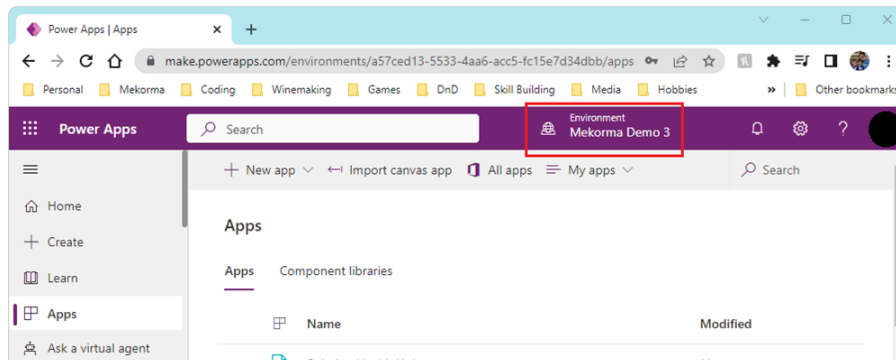 Power Apps | Apps
make.powerapps.com/environments/a57ced13-5533-4aa6-acc5-fc15e7d34dbb/apps
Personal Mekorma Coding Winemaking Games DnD Skill Building Media Hobbies » Other bookmarks
Environment
Power Apps Search Mekorma Demo 3 ?
New app Import canvas app All apps My apps Search
Home
Create
Learn
Apps
Ask a virtual agent
Apps
Apps Component libraries
Name Modified